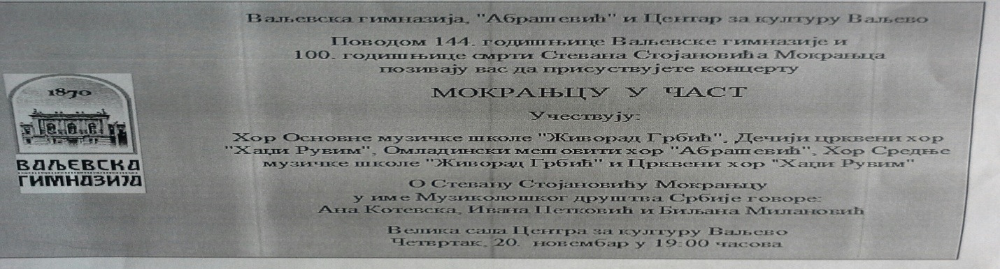 Ваљевска гимназија, "Абрашевић" и Центар за културу Ваљево
Поводом 144. годишњице Ваљевске гимназије и
100. годишњице смрти Стевана Стојановића Мокрањца
позивају вас да присуствујете концерту
МОКРАЊЦУ У ЧАСТ
Учествују:
Хор Основне музичке школе "Живорад Грбић", Дечији црквени хор
"Хаџи Рувим", Омладински мешовити хор "Абрашевић", Хор Средње
музичке школе "Живорад Грбић" и Црквени хор "Хаџи Рувим"
О Стевану Стојановићу Мокрањцу
у име Музиколошког друштва Србије говоре:
Ана Котевска, Ивана Петковић и Биљана Милановић
Велика сала Центра за културу Ваљево
Четвртак, 20. новембар у 19:00 часова
1870
ВАЉЕВСКА
ГИМНАЗИЈА